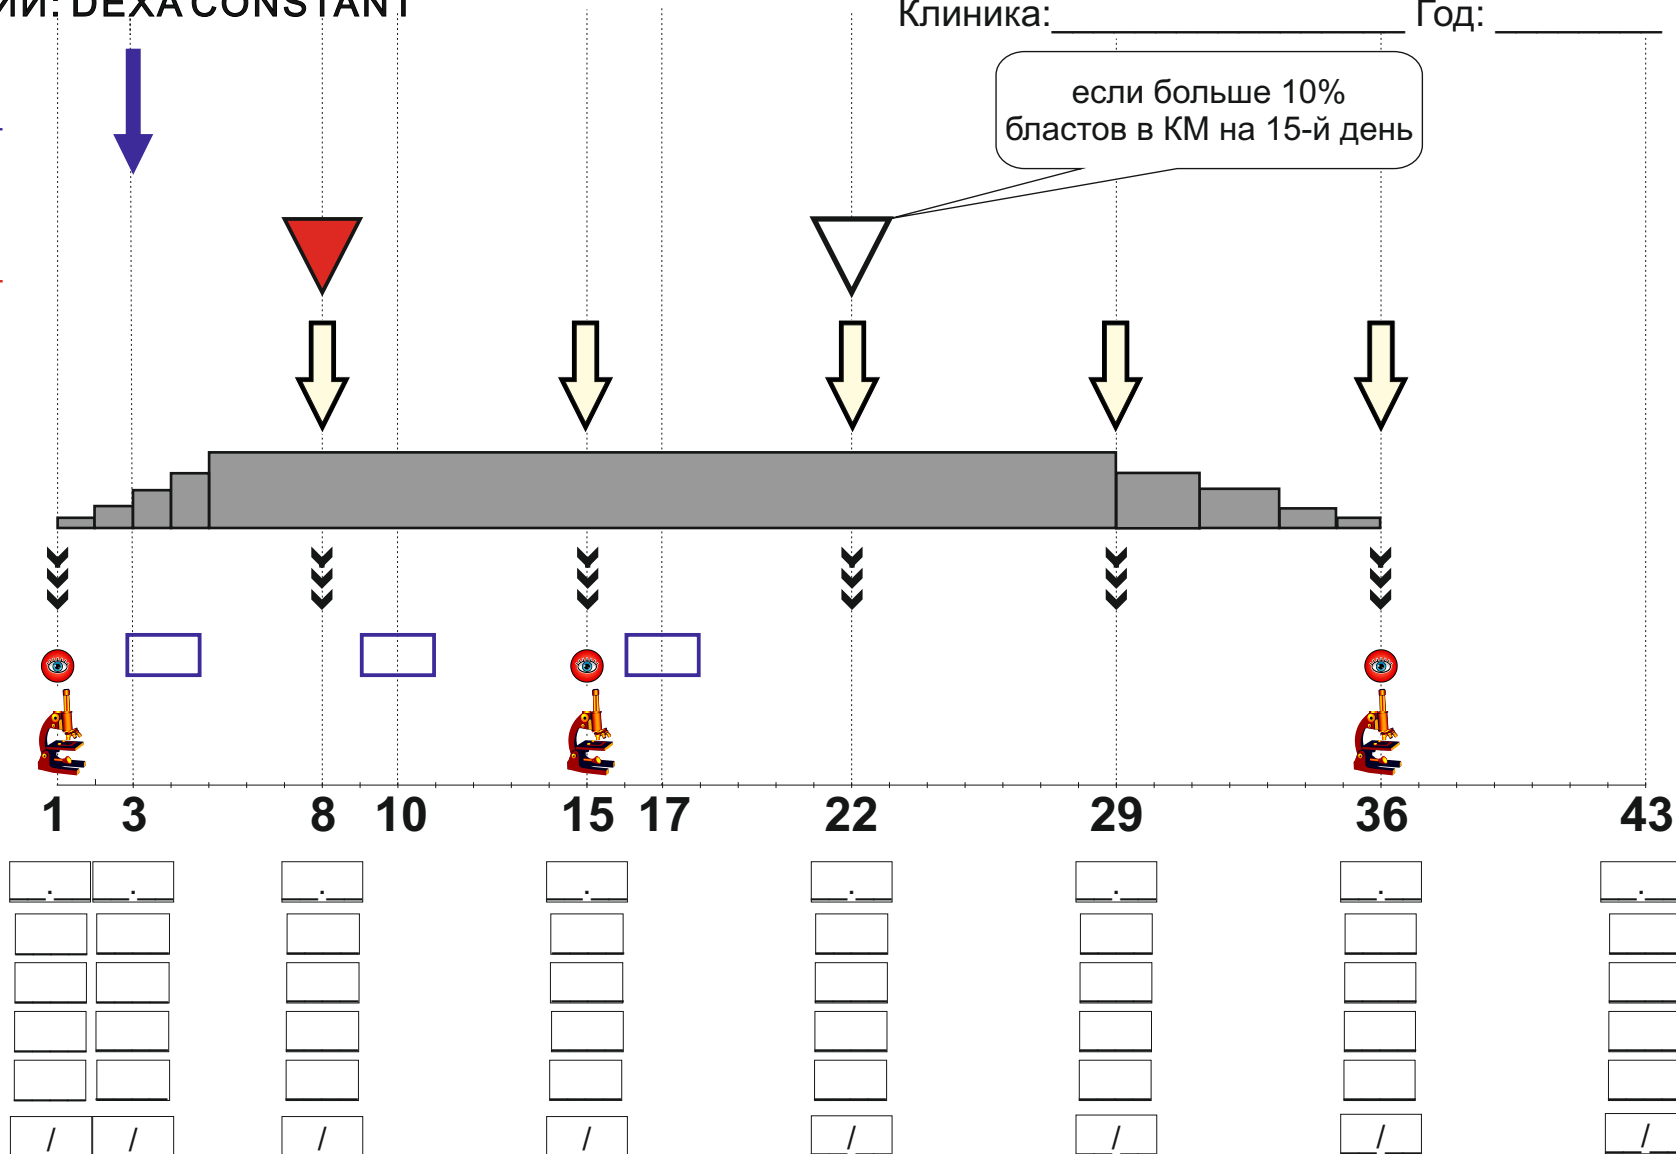 ИИ: DEXA CONSTANT
Клиника: Год:
если больше 10%
бластов в КМ на 15-й день
1 3 8 10 15 17 22 29 36 43
. . . . . . . .
/ / / / / / / /